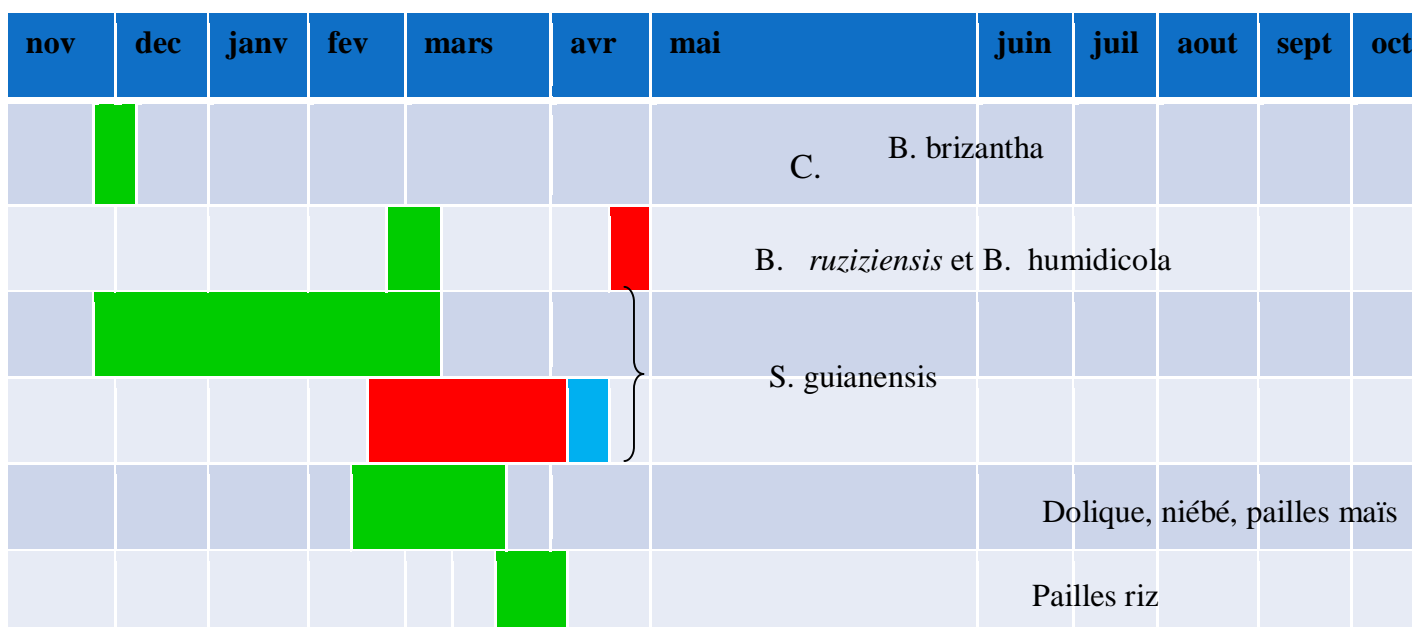 nov dec janv fev mars avr mai juin juil aout sept oct
B. brizantha
C.
B. ruziziensis et B. humidicola
S. guianensis
Dolique, niébé, pailles maïs
Pailles riz